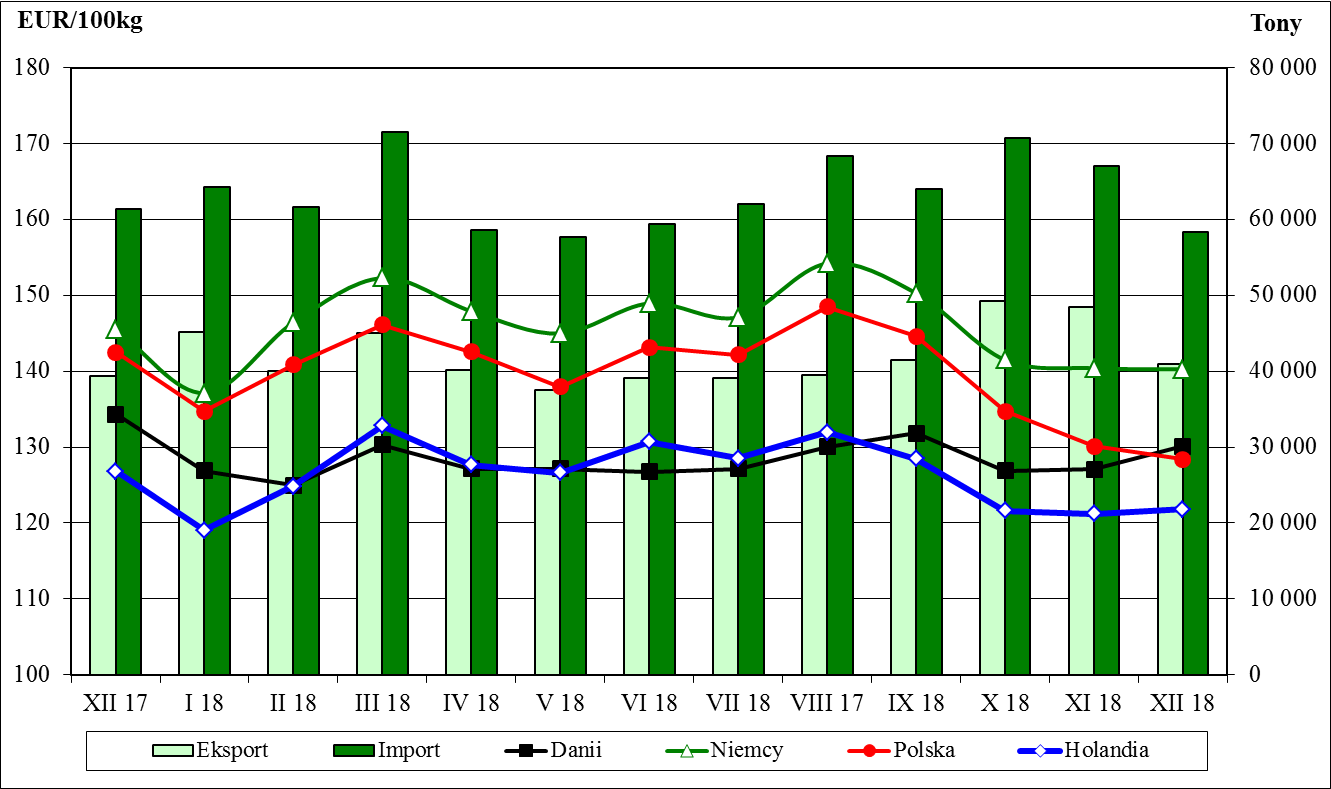 EUR/100kg Tony
180 80 000
170 70 000
160 60 000
150 50 000
140 40 000
130 30 000
120 20 000
110 10 000
100 0
XII 17 I 18 II 18 III 18 IV 18 V 18 VI 18 VII 18 VIII 17 IX 18 X 18 XI 18 XII 18
Eksport Import Danii Niemcy Polska Holandia